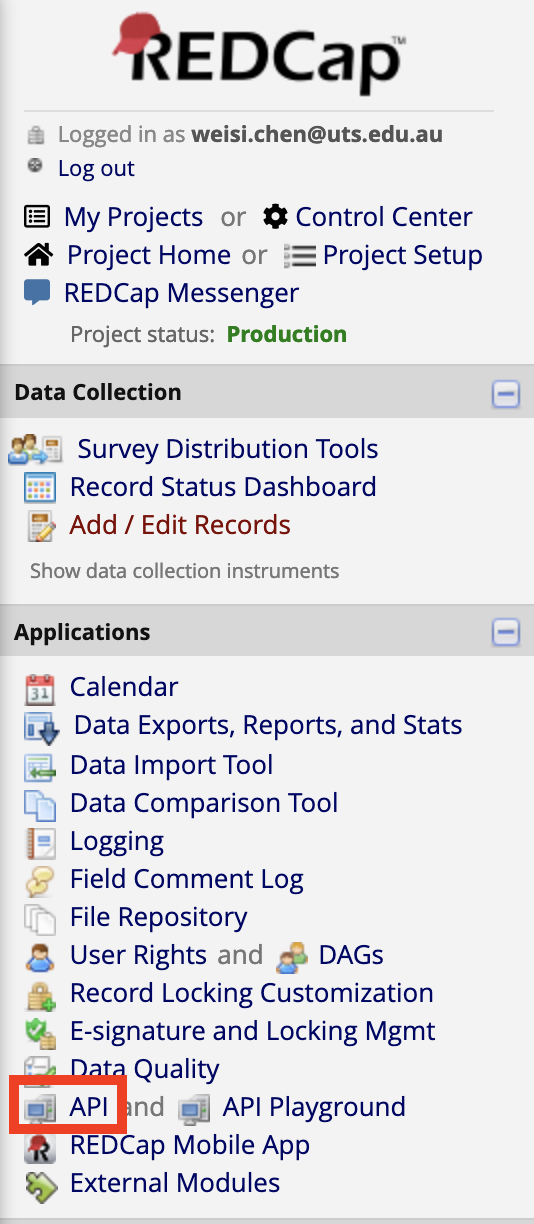 REDCap™
Logged in as weisi.chen@uts.edu.au
Log out
My Projects or Control Center
Project Home or Project Setup
REDCap Messenger
Project status: Production
Data Collection
Survey Distribution Tools
Record Status Dashboard
Add / Edit Records
Show data collection instruments
Applications
31 Calendar
Data Exports, Reports, and Stats
Data Import Tool
Data Comparison Tool
Logging
Field Comment Log
File Repository
User Rights and DAGs
Record Locking Customization
E-signature and Locking Mgmt
Data Quality
API and API Playground
REDCap Mobile App
External Modules